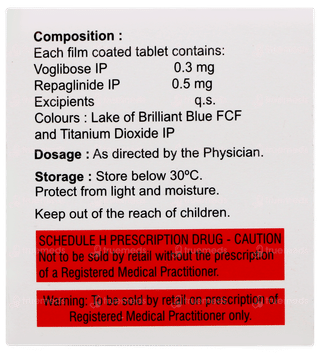 Composition :
Each film coated tablet contains:
Voglibose IP 0.3 mg
Repaglinide IP 0.5 mg
Excipients q.s.
Colours : Lake of Brilliant Blue FCF
and Titanium Dioxide IP
Dosage : As directed by the Physician.
Storage : Store below 30ºC.
Protect from light and moisture.
Keep out of the reach of children.
SCHEDULE H PRESCRIPTION DRUG - CAUTION
Not to be sold by retail without the prescription
of a Registered Medical Practitioner.
Warning: To be sold by retail on prescription of
Registered Medical Practitioner only.